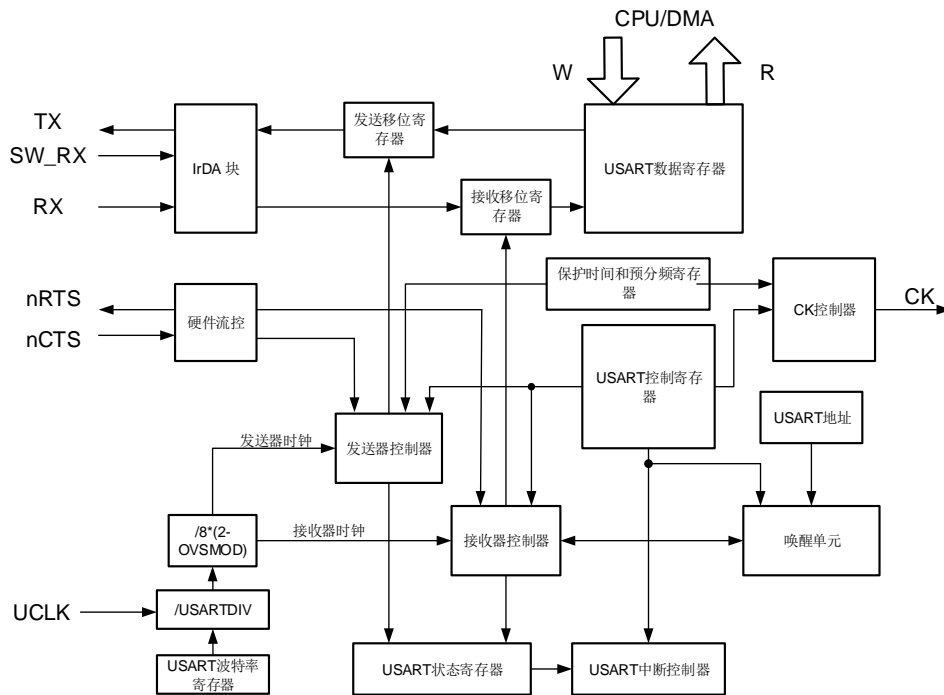 CPU/DMA
W
R
TX
SW_RX
RX
IrDA 块
发送移位寄
存器
接收移位寄
存器
USART数据寄存器
保护时间和预分频寄存
器
nRTS
nCTS
硬件流控
CK控制器
CK
USART控制寄存
器
USART地址
发送器时钟
发送器控制器
/8*(2-
OVSMOD)
接收器时钟
接收器控制器
唤醒单元
UCLK
/USARTDIV
USART波特率
寄存器
USART状态寄存器
USART中断控制器